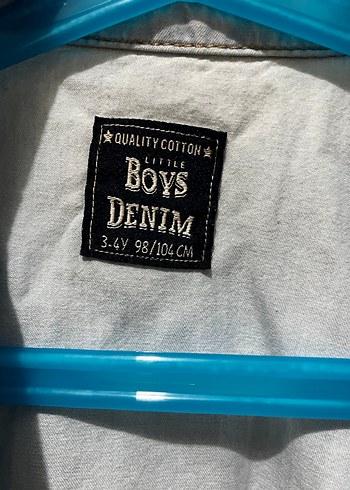 ★QUALITY COTTON★
LITTLE
BOYS
DENIM
3-4Y 98/104 CM